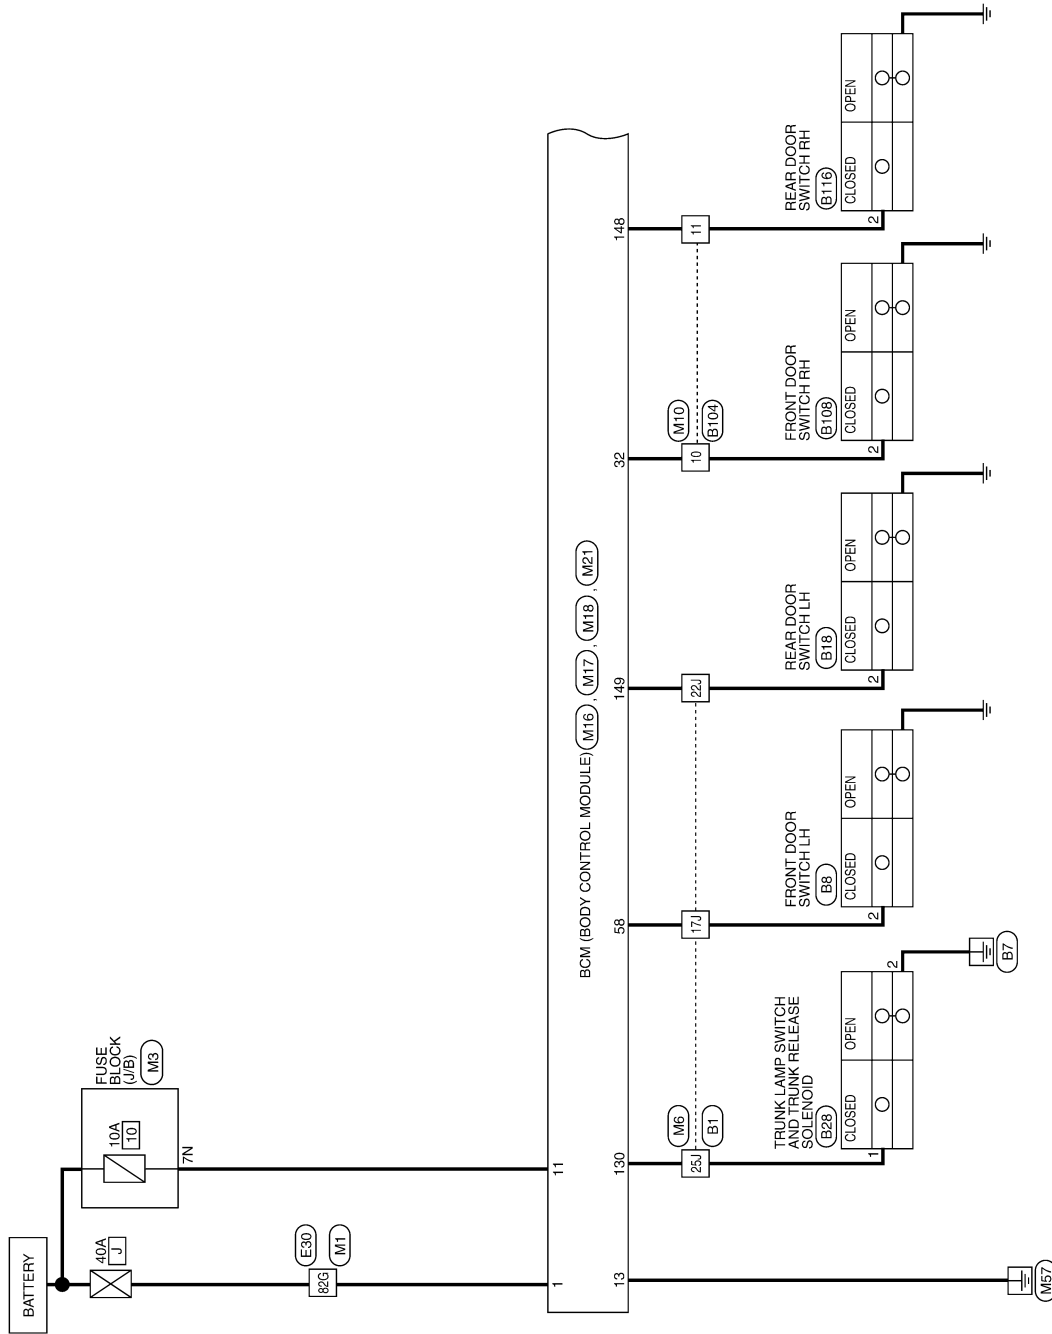 BATTERY
40A
J
E30
82G
M1
FUSE
BLOCK
(J/B)
M3
10A
10
7N
1
11
BCM (BODY CONTROL MODULE) M16 , M17 , M18 , M21
13
130
58
149
32
148
M57
M6
25J
B1
17J
22J
M10
10
B104
11
TRUNK LAMP SWITCH
AND TRUNK RELEASE
SOLENOID
B28
CLOSED
OPEN
1
2
B7
FRONT DOOR
SWITCH LH
B8
CLOSED
OPEN
2
REAR DOOR
SWITCH LH
B18
CLOSED
OPEN
2
FRONT DOOR
SWITCH RH
B108
CLOSED
OPEN
2
REAR DOOR
SWITCH RH
B116
CLOSED
OPEN
2